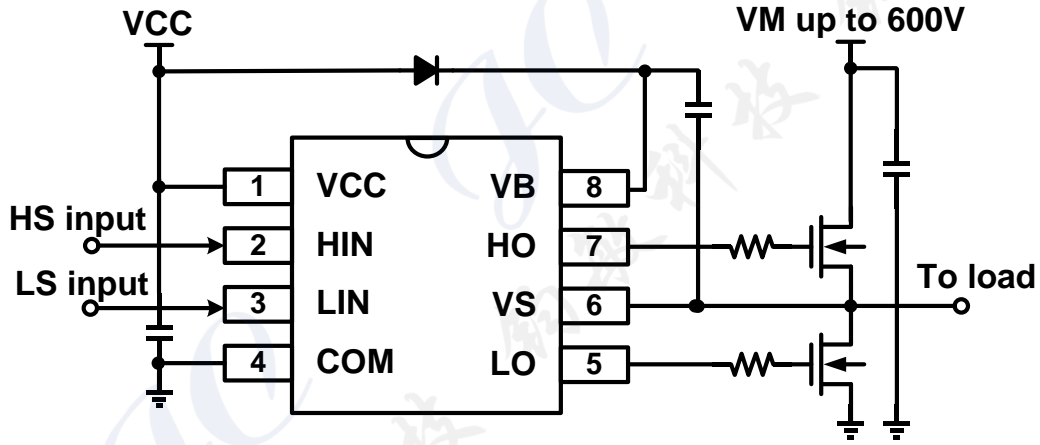 VCC
VM up to 600V
1 VCC VB 8
HS input
2 HIN HO 7
LS input
3 LIN VS 6
To load
4 COM LO 5